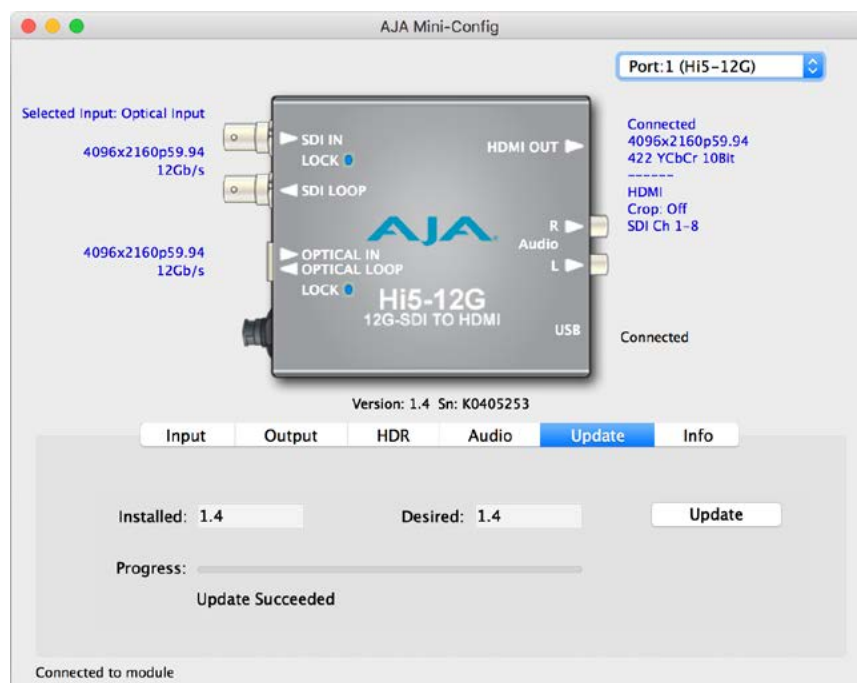 AJA Mini-Config
Port:1 (Hi5-12G)
Selected Input: Optical Input
4096x2160p59.94
12Gb/s
4096x2160p59.94
12Gb/s
SDI IN
LOCK
SDI LOOP
OPTICAL IN
OPTICAL LOOP
LOCK
HDMI OUT
AJA
R
Audio
L
Hi5-12G
12G-SDI TO HDMI
USB
Connected
4096x2160p59.94
422 YCbCr 10Bit
------
HDMI
Crop: Off
SDI Ch 1-8
Connected
Version: 1.4 Sn: K0405253
Input Output HDR Audio Update Info
Installed: 1.4 Desired: 1.4 Update
Progress:
Update Succeeded
Connected to module